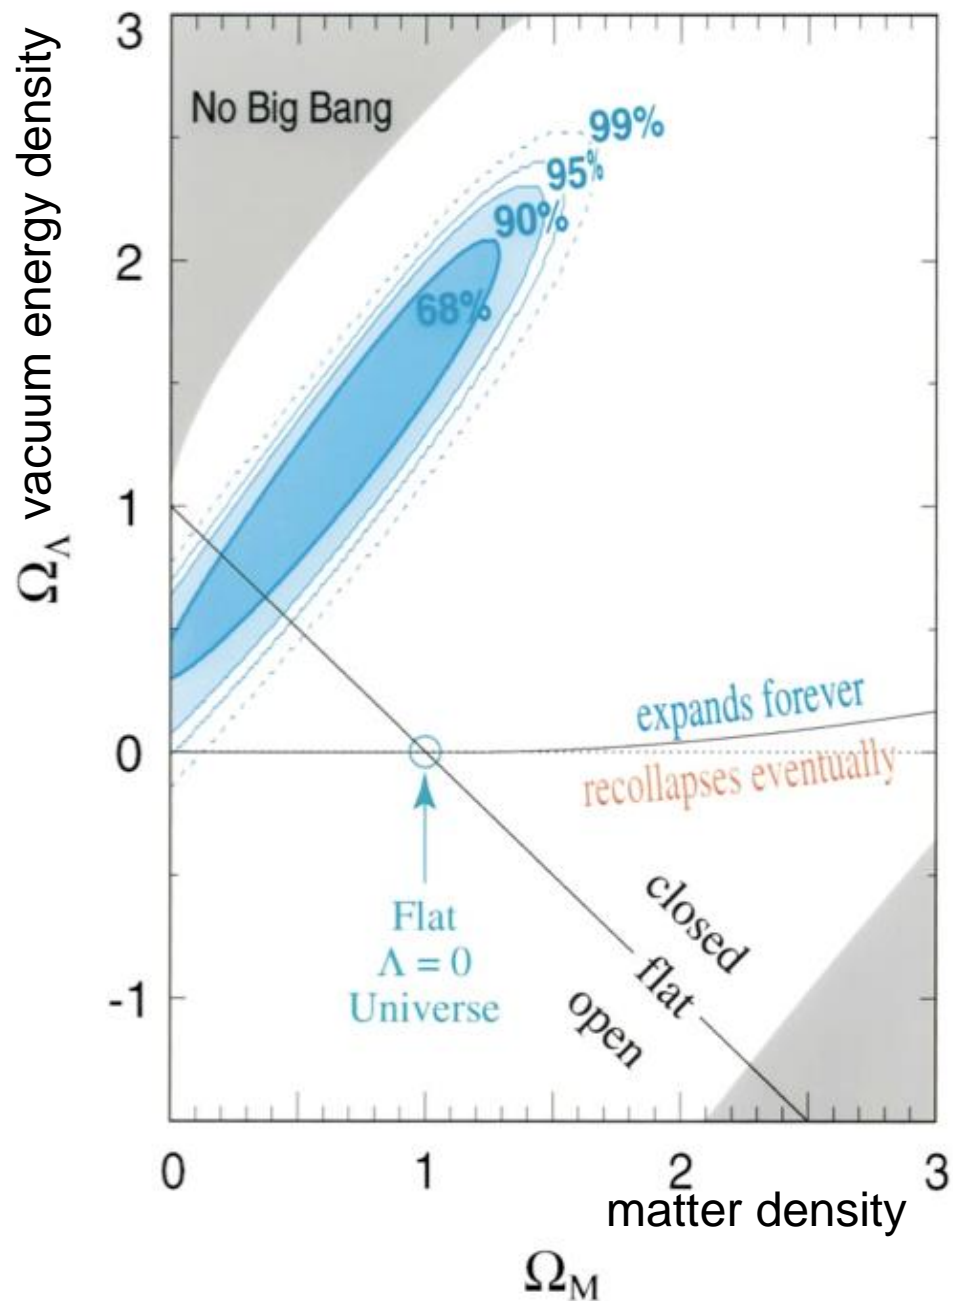 3
No Big Bang
99%
95%
90%
68%
2
1
0
-1
Ω_Λ vacuum energy density
expands forever
recollapses eventually
Flat
Λ = 0
Universe
closed
flat
open
0 1 2 3
matter density
Ω_M